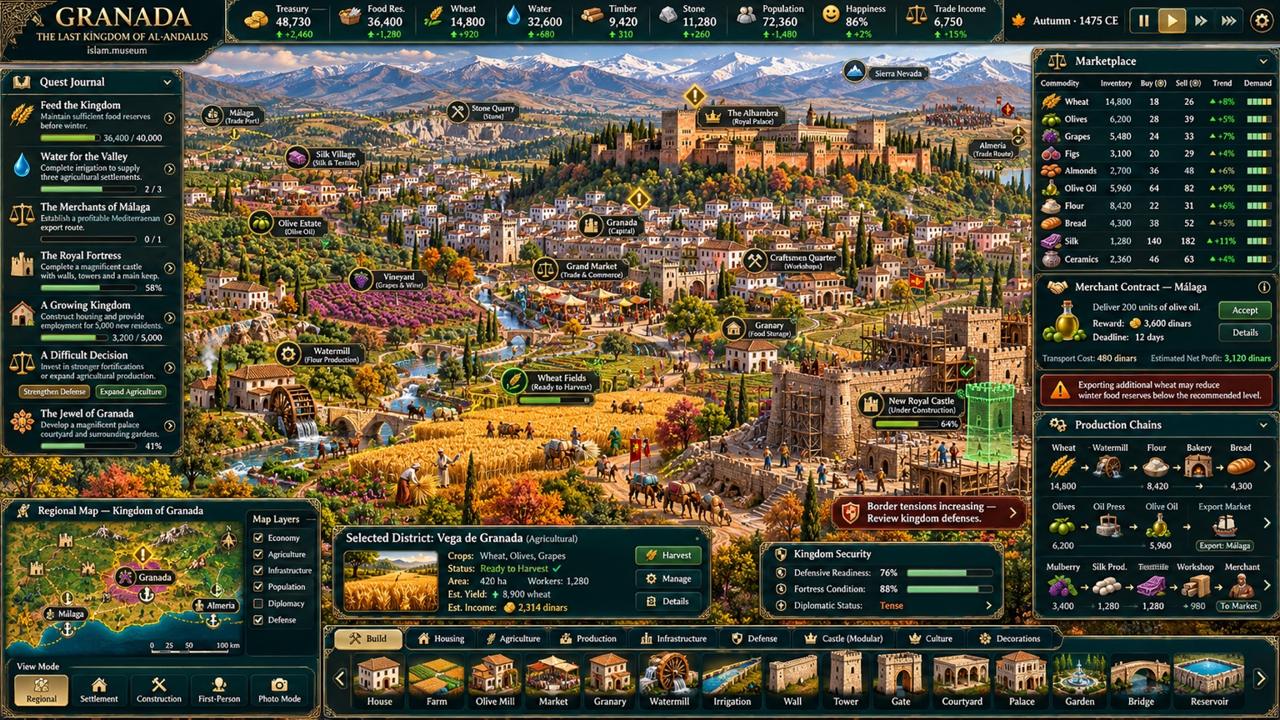 GRANADA
THE LAST KINGDOM OF AL-ANDALUS
islam.museum
Treasury
48,730
+2,460
Food Res.
36,400
-1,280
Wheat
14,800
+920
Water
32,600
-680
Timber
9,420
310
Stone
11,280
+260
Population
72,360
-1,480
Happiness
86%
+2%
Trade Income
6,750
+15%
Autumn · 1475 CE
Quest Journal
Feed the Kingdom
Maintain sufficient food reserves
before winter.
36,400 / 40,000
Water for the Valley
Complete irrigation to supply
three agricultural settlements.
2 / 3
The Merchants of Málaga
Establish a profitable Mediterranean
export route.
0 / 1
The Royal Fortress
Complete a magnificent castle
with walls, towers and a main keep.
58%
A Growing Kingdom
Construct housing and provide
employment for 5,000 new residents.
3,200 / 5,000
A Difficult Decision
Invest in stronger fortifications
or expand agricultural production.
Strengthen Defense
Expand Agriculture
The Jewel of Granada
Develop a magnificent palace
courtyard and surrounding gardens.
41%
Sierra Nevada
Málaga
(Trade Port)
Stone Quarry
(Stone)
The Alhambra
(Royal Palace)
Almeria
(Trade Route)
Silk Village
(Silk & Textiles)
Olive Estate
(Olive Oil)
Granada
(Capital)
Vineyard
(Grapes & Wine)
Grand Market
(Trade & Commerce)
Craftsmen Quarter
(Workshops)
Granary
(Food Storage)
Watermill
(Flour Production)
Wheat Fields
(Ready to Harvest)
New Royal Castle
(Under Construction)
64%
Border tensions increasing —
Review kingdom defenses.
Marketplace
Commodity Inventory Buy Sell Trend Demand
Wheat 14,800 18 26 +8%
Olives 6,200 28 39 +5%
Grapes 5,480 24 33 +7%
Figs 3,100 20 29 +4%
Almonds 2,700 36 48 +6%
Olive Oil 5,960 64 82 +9%
Flour 8,420 22 31 +6%
Bread 4,300 38 52 +5%
Silk 1,280 140 182 +11%
Ceramics 2,360 46 63 +4%
Merchant Contract — Málaga
Deliver 200 units of olive oil.
Reward: 3,600 dinars
Deadline: 12 days
Accept
Details
Transport Cost: 480 dinars Estimated Net Profit: 3,120 dinars
Exporting additional wheat may reduce
winter food reserves below the recommended level.
Production Chains
Wheat Watermill Flour Bakery Bread
14,800 8,420 4,300
Olives Oil Press Olive Oil Export Market
6,200 5,960 Export: Málaga
Mulberry Silk Prod. Workshop Merchant
3,400 1,280 1,280 980 To Market
Regional Map — Kingdom of Granada
Granada
Málaga
Almeria
0 25 50 100 km
Map Layers
Economy
Agriculture
Infrastructure
Population
Diplomacy
Defense
View Mode
Regional
Settlement
Construction
First-Person
Photo Mode
Selected District: Vega de Granada (Agricultural)
Crops: Wheat, Olives, Grapes
Status: Ready to Harvest
Area: 420 ha Workers: 1,280
Est. Yield: 8,900 wheat
Est. Income: 2,314 dinars
Harvest
Manage
Details
Kingdom Security
Defensive Readiness: 76%
Fortress Condition: 88%
Diplomatic Status: Tense
Build
Housing
Agriculture
Production
Infrastructure
Defense
Castle (Modular)
Culture
Decorations
House
Farm
Olive Mill
Market
Granary
Watermill
Irrigation
Wall
Tower
Gate
Courtyard
Palace
Garden
Bridge
Reservoir